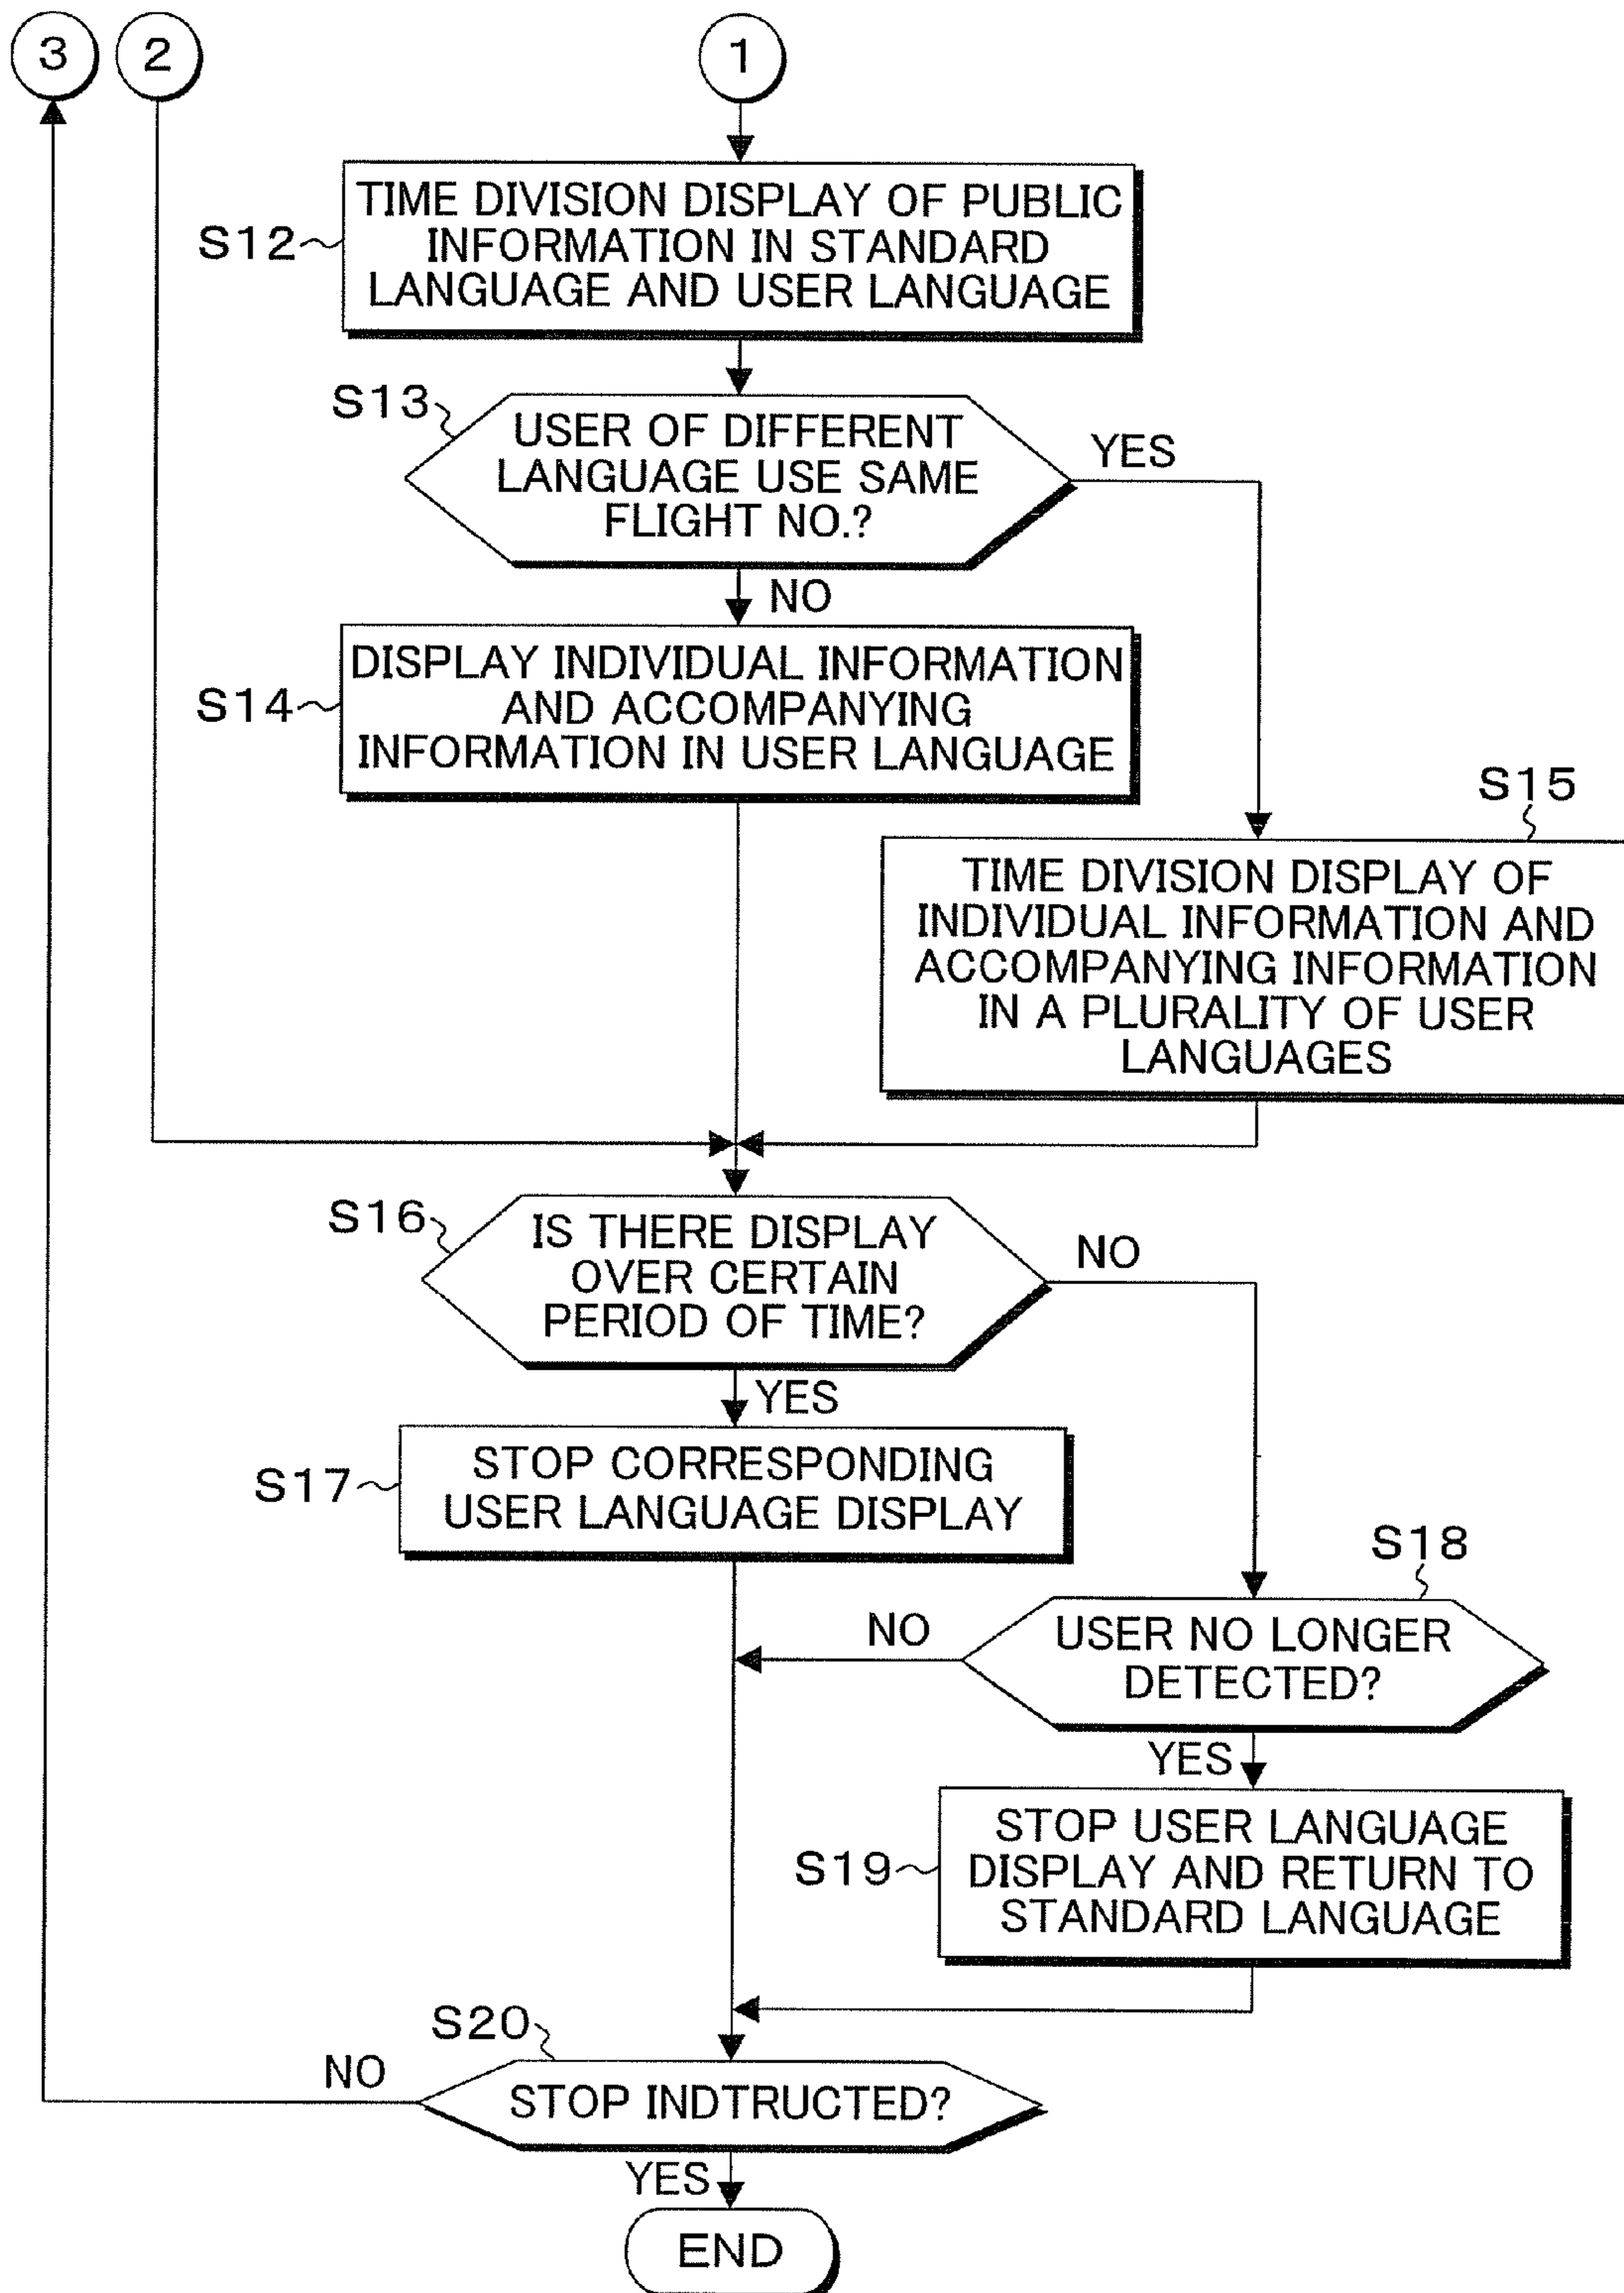 3
2
1
S12
TIME DIVISION DISPLAY OF PUBLIC
INFORMATION IN STANDARD
LANGUAGE AND USER LANGUAGE
S13
USER OF DIFFERENT
LANGUAGE USE SAME
FLIGHT NO.?
YES
NO
S14
DISPLAY INDIVIDUAL INFORMATION
AND ACCOMPANYING
INFORMATION IN USER LANGUAGE
S15
TIME DIVISION DISPLAY OF
INDIVIDUAL INFORMATION AND
ACCOMPANYING INFORMATION
IN A PLURALITY OF USER
LANGUAGES
S16
IS THERE DISPLAY
OVER CERTAIN
PERIOD OF TIME?
NO
YES
S17
STOP CORRESPONDING
USER LANGUAGE DISPLAY
S18
USER NO LONGER
DETECTED?
NO
YES
S19
STOP USER LANGUAGE
DISPLAY AND RETURN TO
STANDARD LANGUAGE
S20
STOP INDTRUCTED?
NO
YES
END